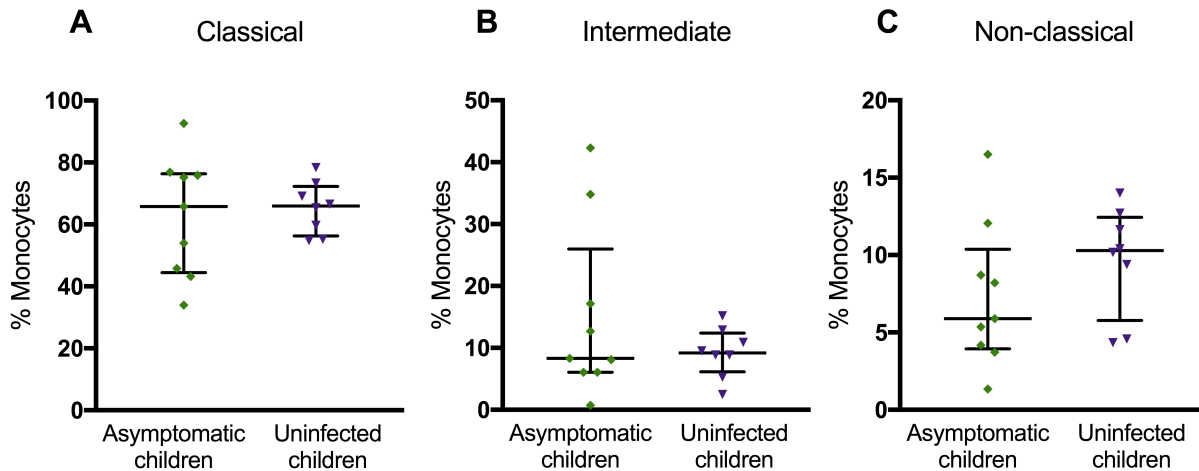 A
Classical
% Monocytes
100
80
60
40
20
0
Asymptomatic
children
Uninfected
children
B
Intermediate
% Monocytes
50
40
30
20
10
0
Asymptomatic
children
Uninfected
children
C
Non-classical
% Monocytes
20
15
10
5
0
Asymptomatic
children
Uninfected
children